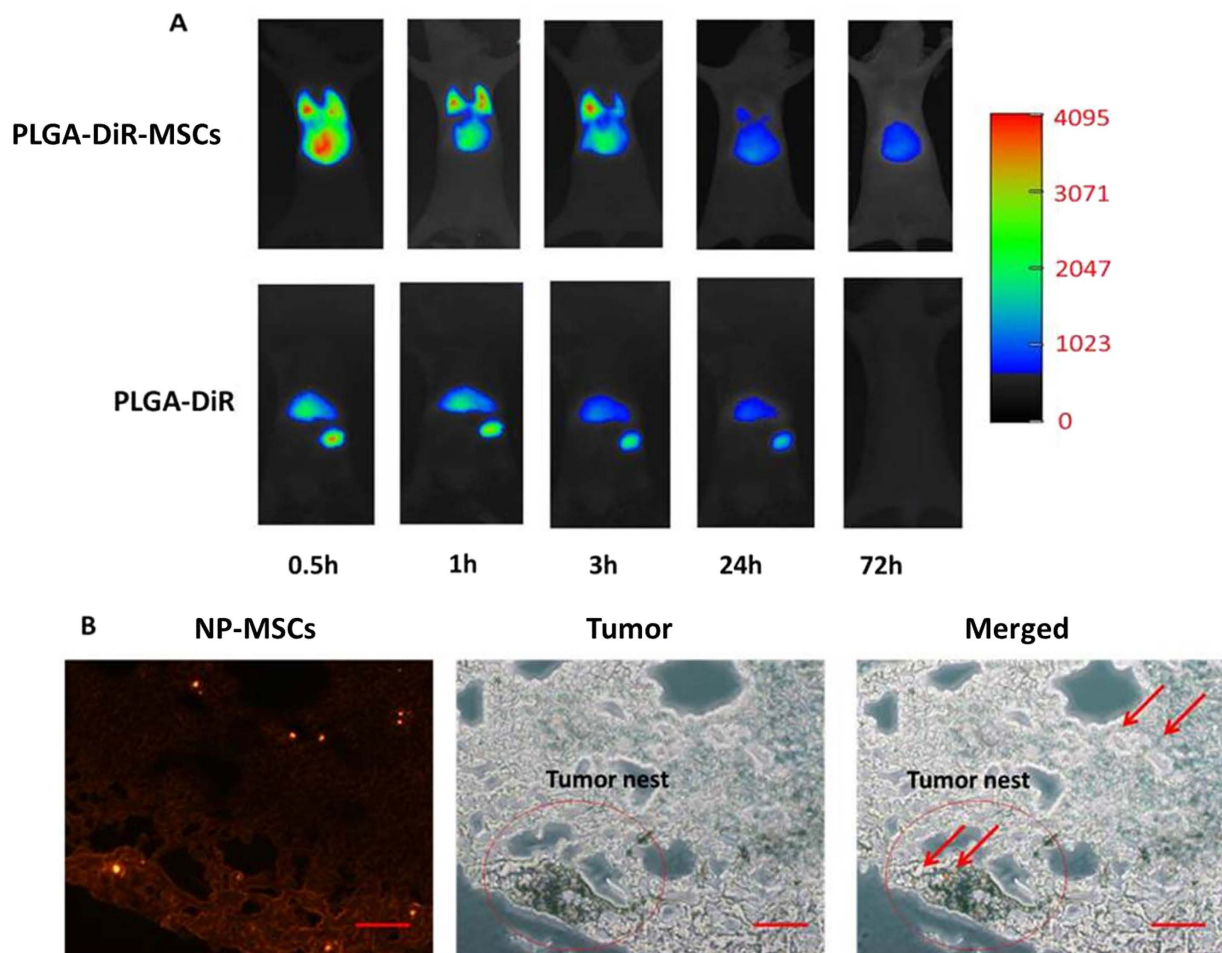 A
PLGA-DiR-MSCs
4095
3071
2047
1023
0
PLGA-DiR
0.5h 1h 3h 24h 72h
B NP-MSCs Tumor Merged
Tumor nest
Tumor nest